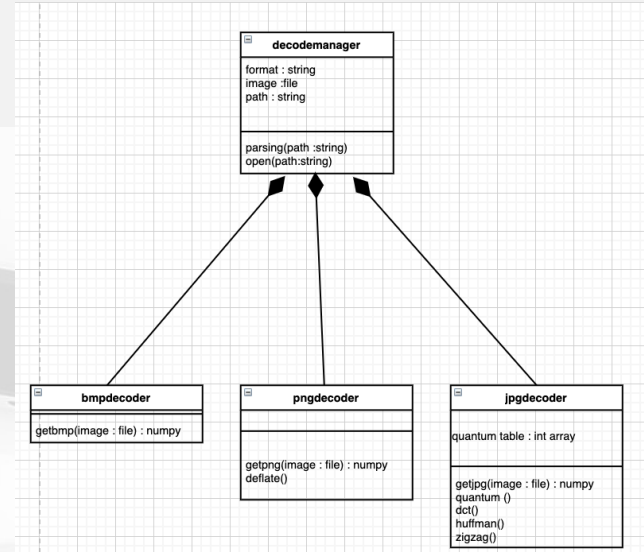 decodemanager
format : string
image :file
path : string
parsing(path :string)
open(path:string)
bmpdecoder
getbmp(image : file) : numpy
pngdecoder
getpng(image : file) : numpy
deflate()
jpgdecoder
quantum table : int array
getjpg(image : file) : numpy
quantum ()
dct()
huffman()
zigzag()